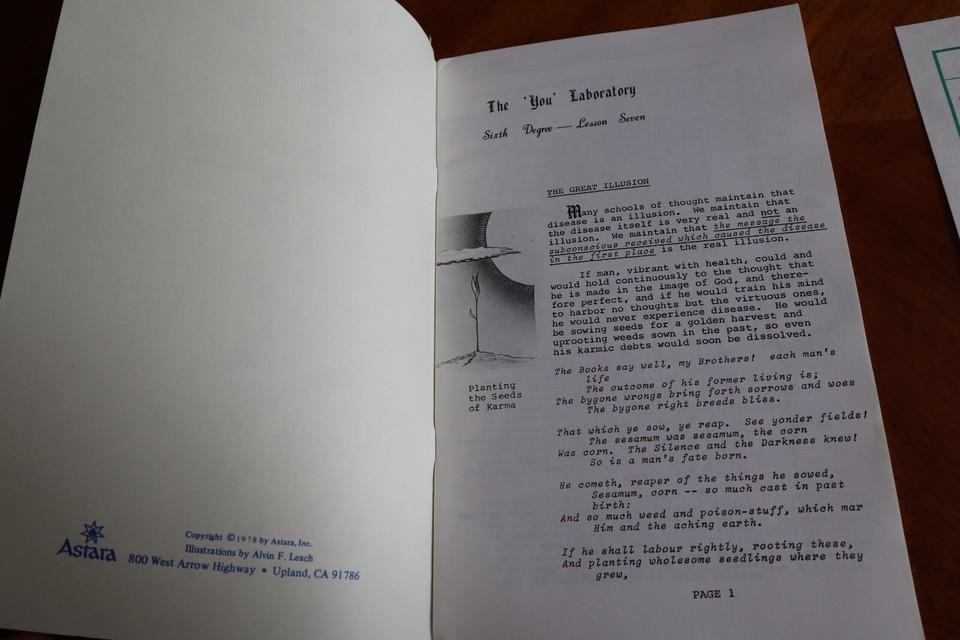 Astara
Copyright © 1978 by Astara, Inc.
Illustrations by Alvin F. Leach
800 West Arrow Highway • Upland, CA 91786
The 'You' Laboratory
Sixth Degree — Lesson Seven
THE GREAT ILLUSION
Many schools of thought maintain that
disease is an illusion. We maintain that
the disease itself is very real and not an
illusion. We maintain that the message the
subconscious received which caused the disease
in the first place is the real illusion.
If man, vibrant with health, could and
would hold continuously to the thought that
he is made in the image of God, and there-
fore perfect, and if he would train his mind
to harbor no thoughts but the virtuous ones,
he would never experience disease. He would
be sowing seeds for a golden harvest and
uprooting weeds sown in the past, so even
his karmic debts would soon be dissolved.
Planting
the Seeds
of Karma
The Books say well, my Brothers! each man's
life
The outcome of his former living is;
The bygone wrongs bring forth sorrows and woes
The bygone right breeds bliss.
That which ye sow, ye reap. See yonder fields!
The sesamum was sesamum, the corn
Was corn. The Silence and the Darkness knew!
So is a man's fate born.
He cometh, reaper of the things he sowed,
Sesamum, corn -- so much cast in past
birth:
And so much weed and poison-stuff, which mar
Him and the aching earth.
If he shall labour rightly, rooting these,
And planting wholesome seedlings where they
grew,
PAGE 1